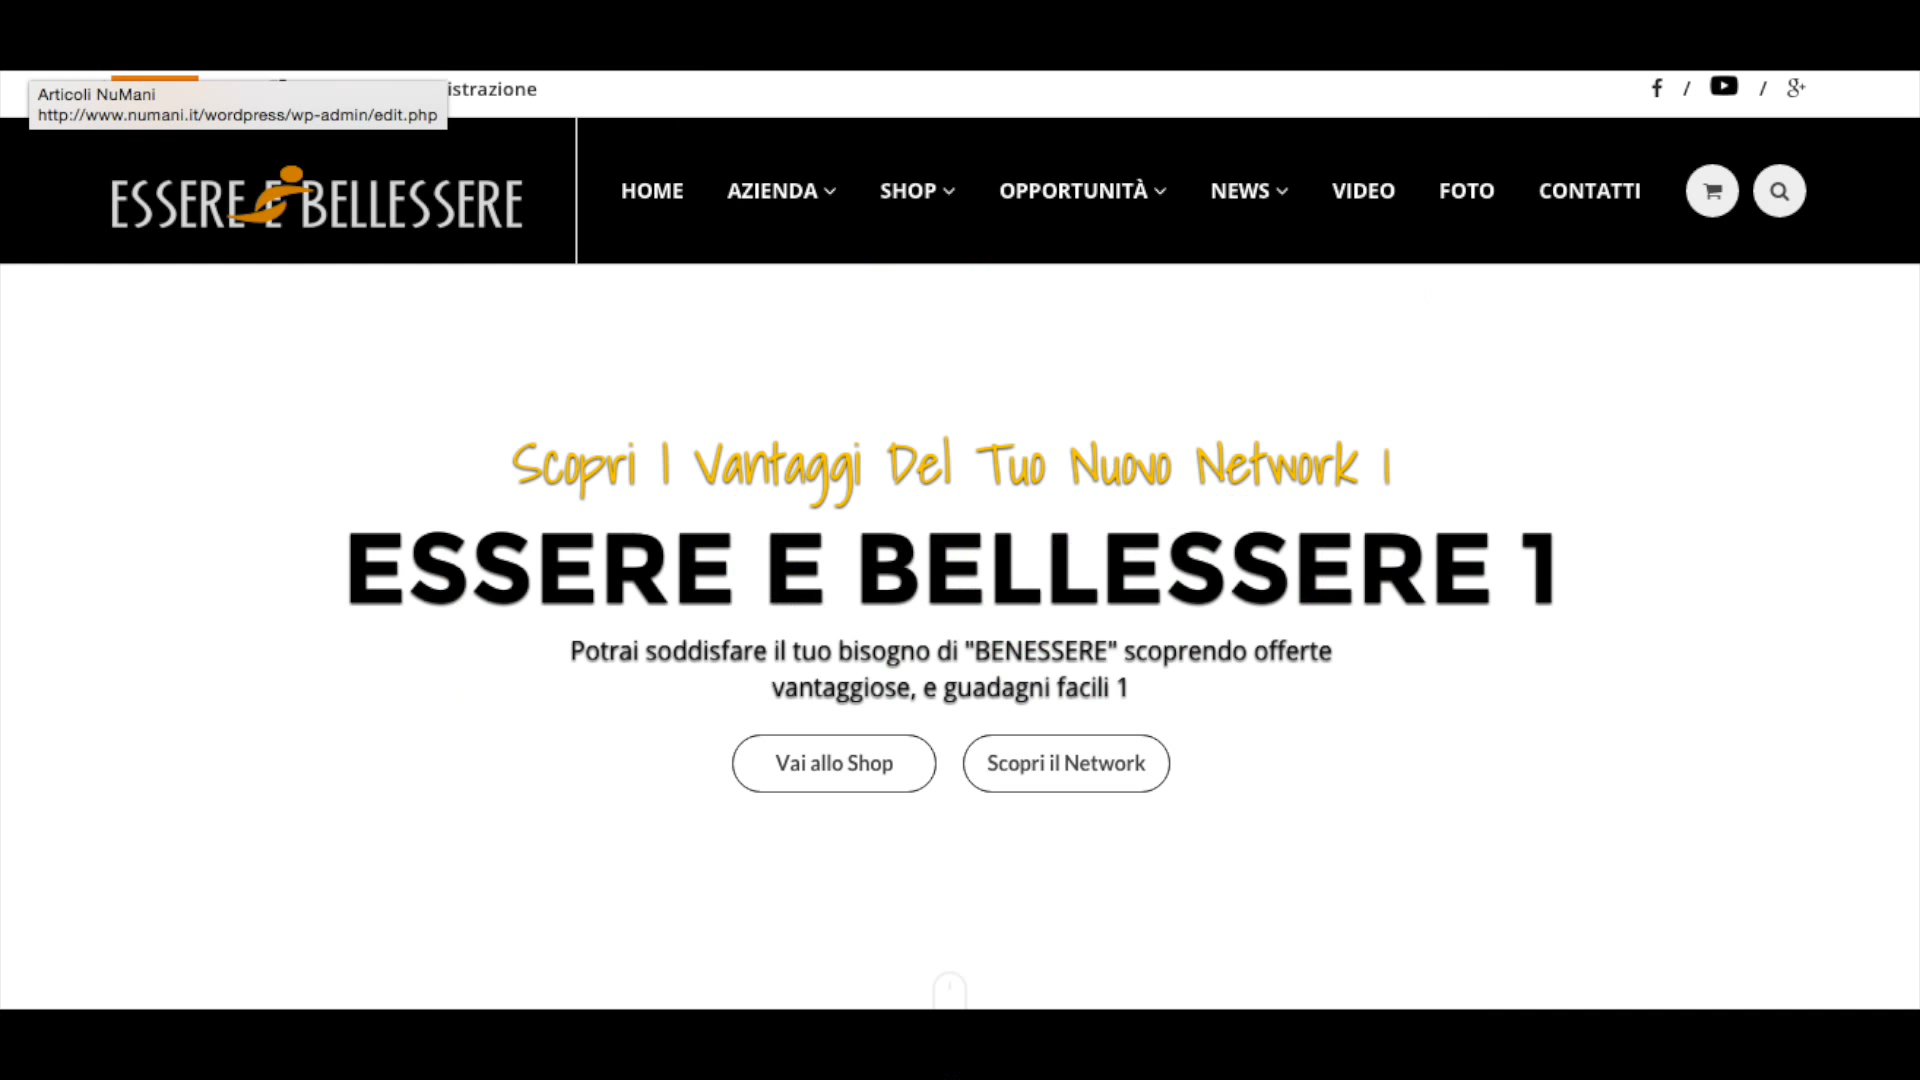 Articoli NuMani
http://www.numani.it/wordpress/wp-admin/edit.php
istrazione
f / / g+
ESSERE E BELLESSERE
HOME AZIENDA SHOP OPPORTUNITÀ NEWS VIDEO FOTO CONTATTI
Scopri I Vantaggi Del Tuo Nuovo Network 1
ESSERE E BELLESSERE 1
Potrai soddisfare il tuo bisogno di "BENESSERE" scoprendo offerte
vantaggiose, e guadagni facili 1
Vai allo Shop Scopri il Network